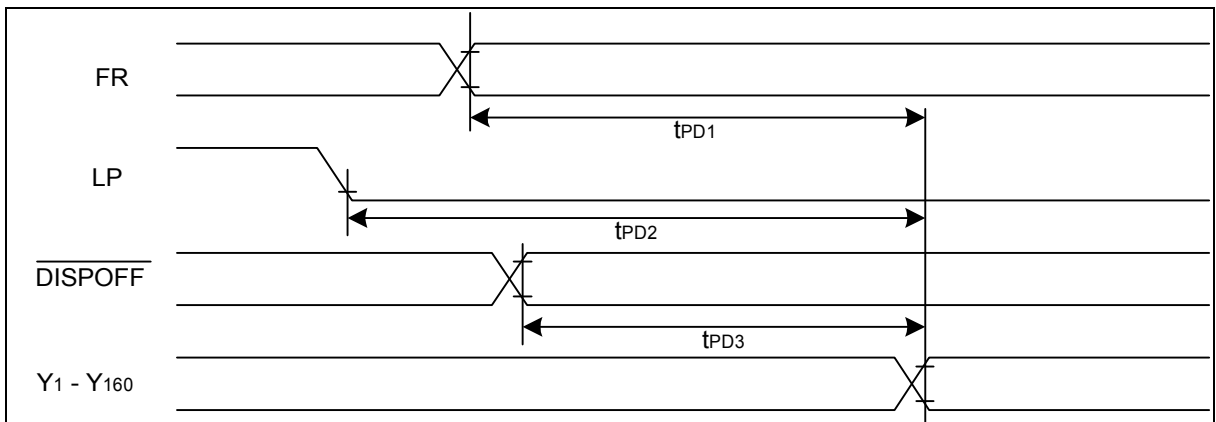 FR
tPD1
LP
tPD2
DISPOFF
tPD3
Y1 - Y160